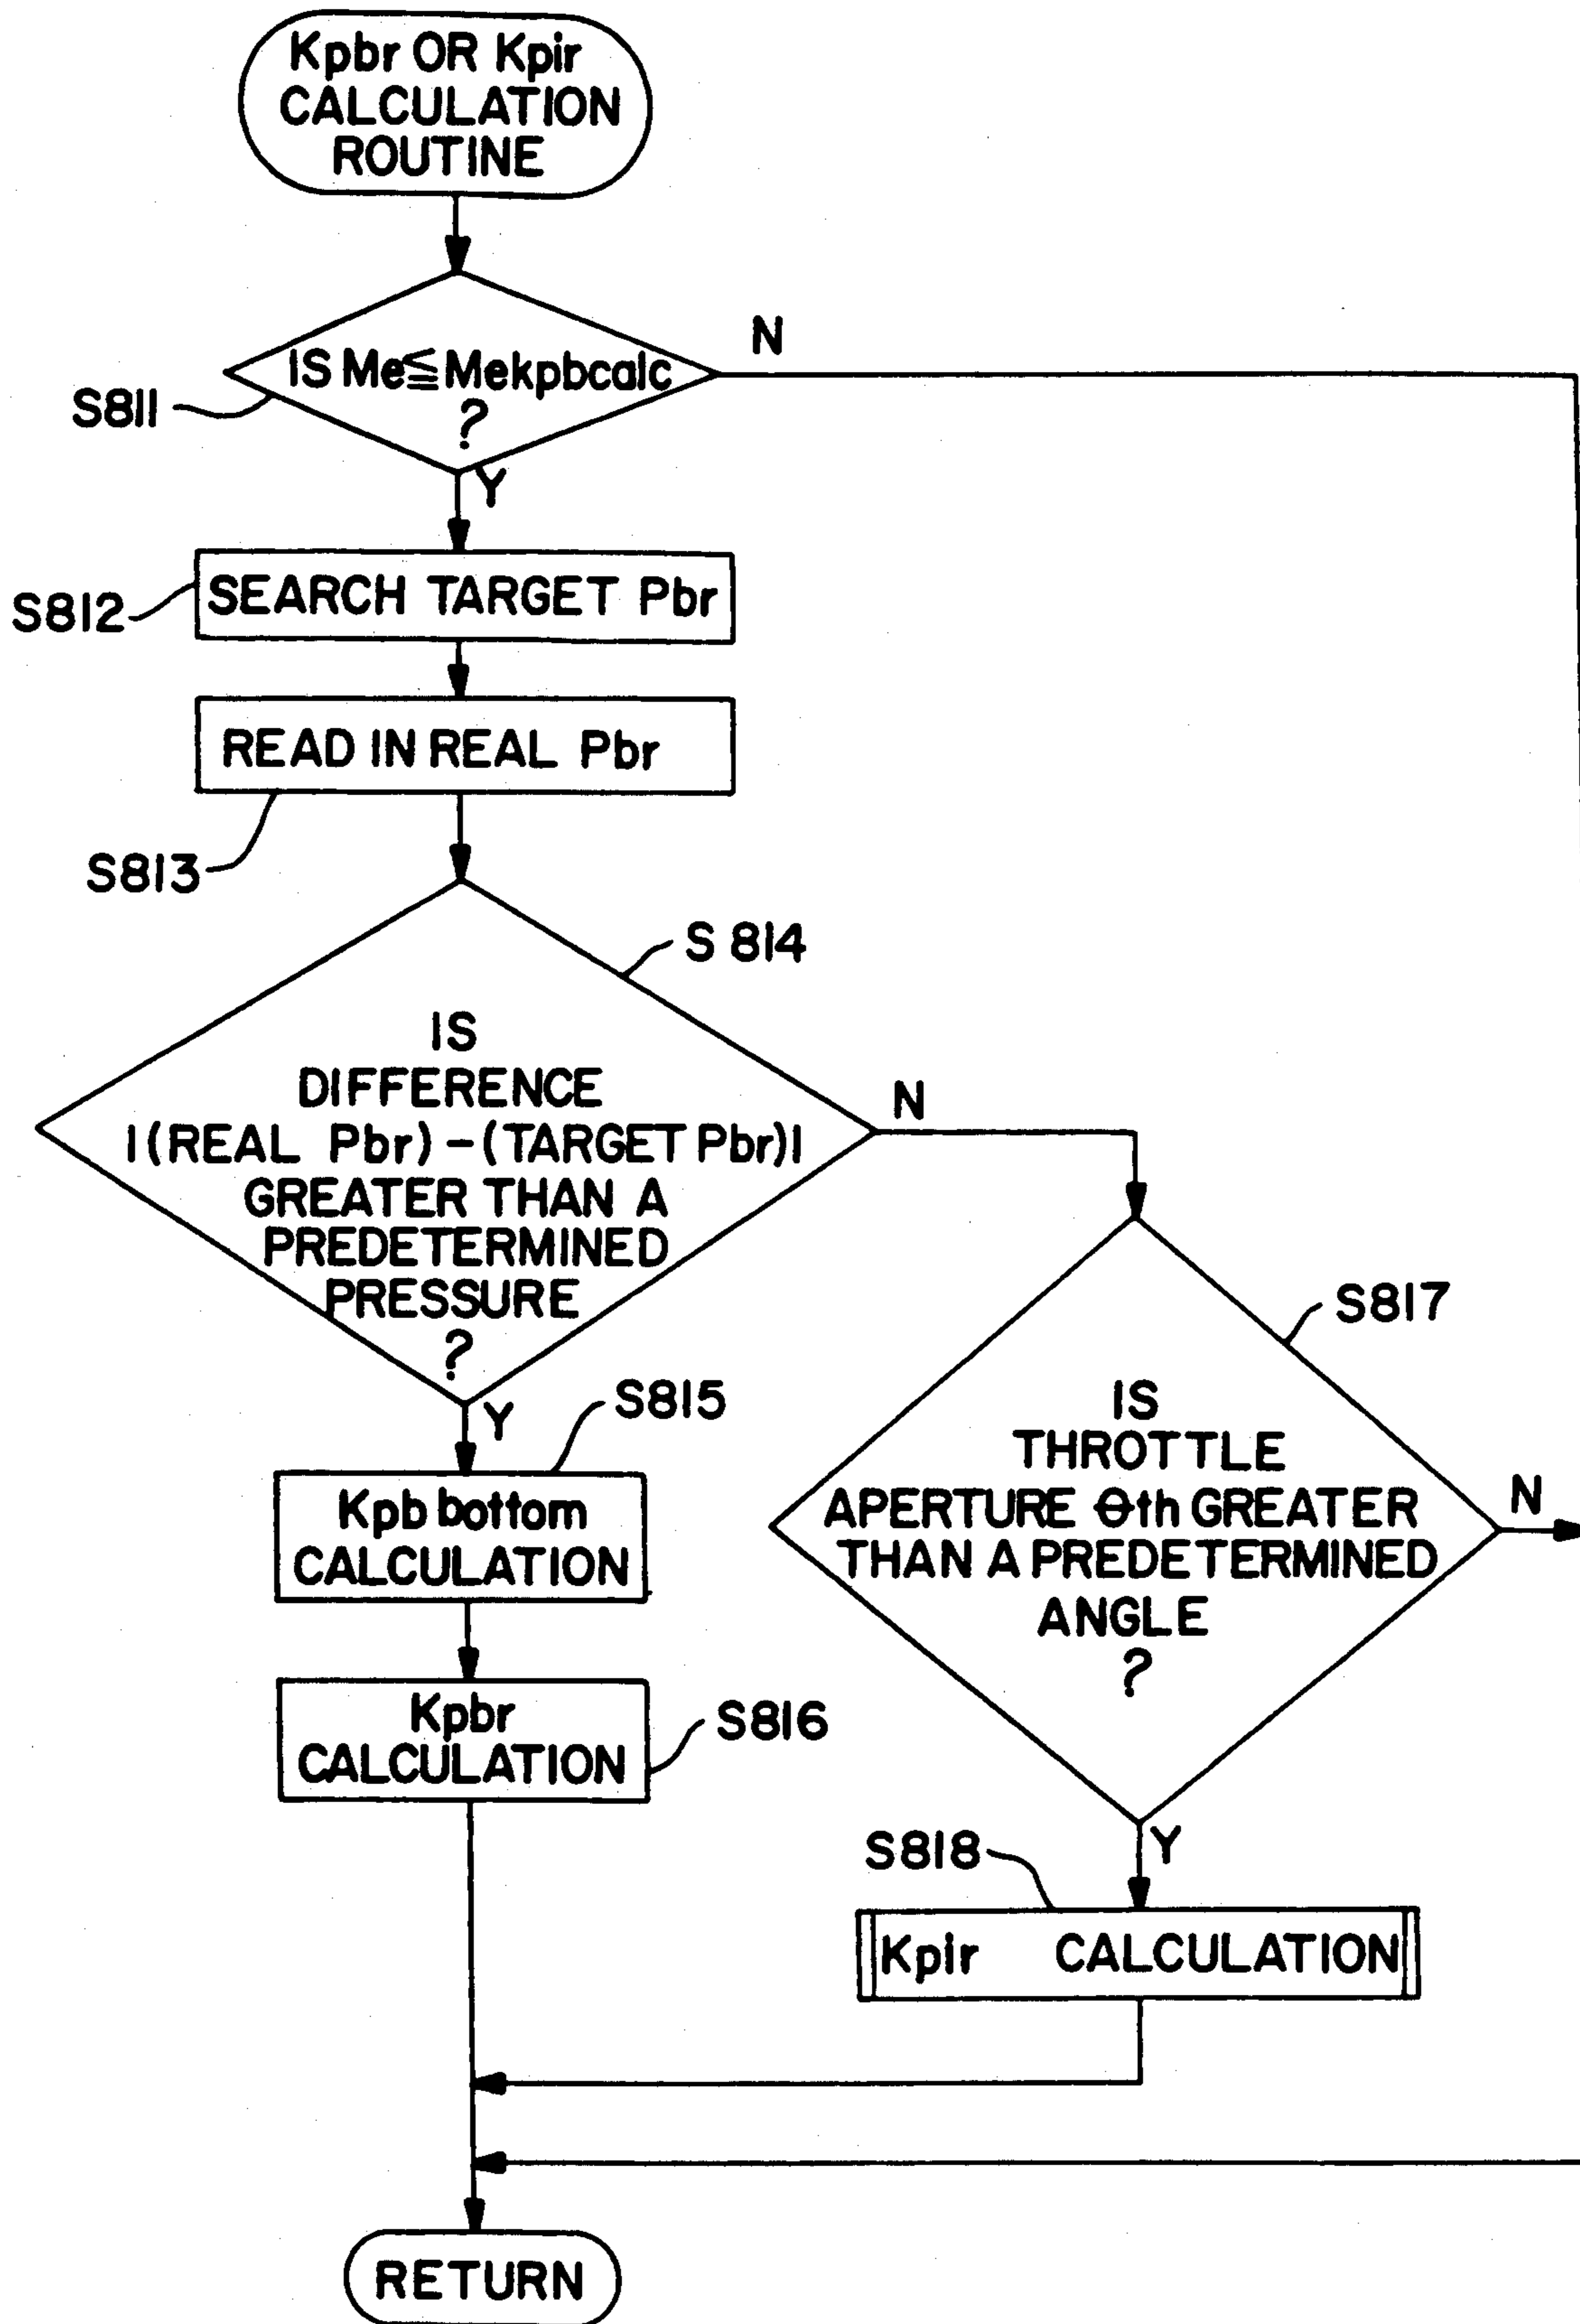 Kpbr OR Kpir
CALCULATION
ROUTINE
IS Me≦Mekpbcalc
?
N
S811
Y
SEARCH TARGET Pbr
S812
READ IN REAL Pbr
S813
S 814
IS
DIFFERENCE
|(REAL Pbr) - (TARGET Pbr)|
GREATER THAN A
PREDETERMINED
PRESSURE
?
N
Y
S815
Kpb bottom
CALCULATION
Kpbr
CALCULATION
S816
S817
IS
THROTTLE
APERTURE θth GREATER
THAN A PREDETERMINED
ANGLE
?
N
Y
S818
Kpir CALCULATION
RETURN